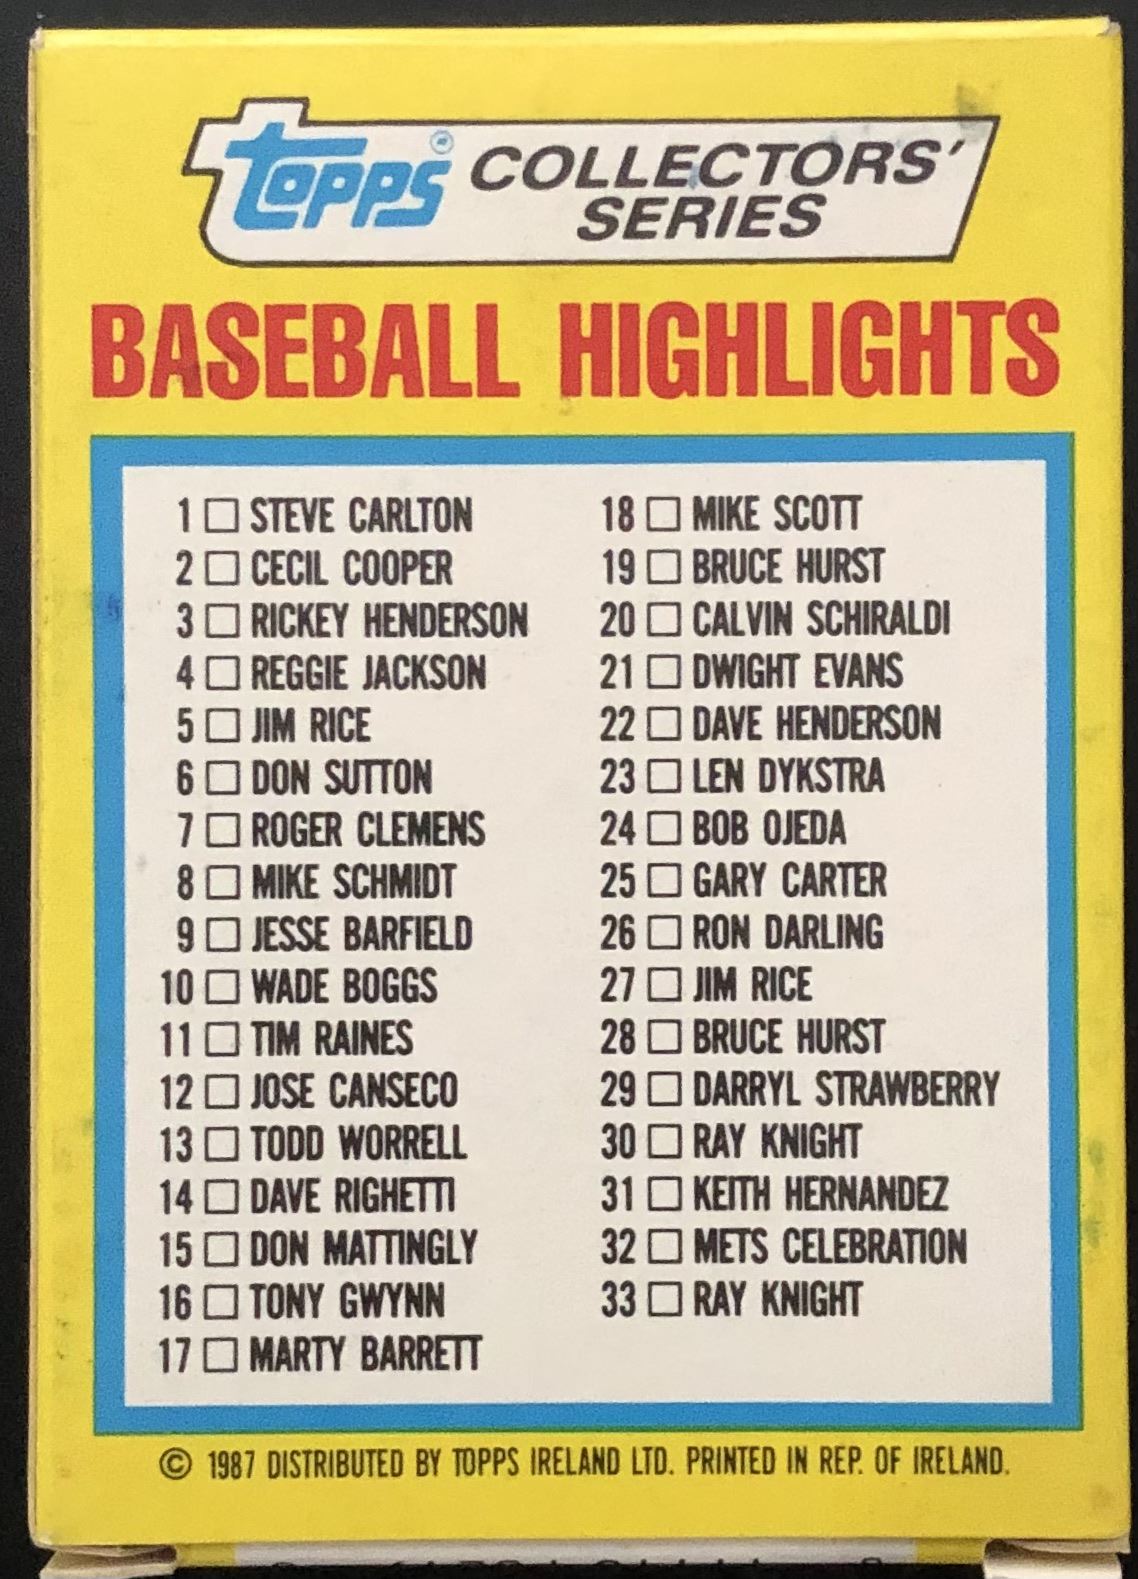 topps® COLLECTORS'
SERIES
BASEBALL HIGHLIGHTS
1 □ STEVE CARLTON
2 □ CECIL COOPER
3 □ RICKEY HENDERSON
4 □ REGGIE JACKSON
5 □ JIM RICE
6 □ DON SUTTON
7 □ ROGER CLEMENS
8 □ MIKE SCHMIDT
9 □ JESSE BARFIELD
10 □ WADE BOGGS
11 □ TIM RAINES
12 □ JOSE CANSECO
13 □ TODD WORRELL
14 □ DAVE RIGHETTI
15 □ DON MATTINGLY
16 □ TONY GWYNN
17 □ MARTY BARRETT
18 □ MIKE SCOTT
19 □ BRUCE HURST
20 □ CALVIN SCHIRALDI
21 □ DWIGHT EVANS
22 □ DAVE HENDERSON
23 □ LEN DYKSTRA
24 □ BOB OJEDA
25 □ GARY CARTER
26 □ RON DARLING
27 □ JIM RICE
28 □ BRUCE HURST
29 □ DARRYL STRAWBERRY
30 □ RAY KNIGHT
31 □ KEITH HERNANDEZ
32 □ METS CELEBRATION
33 □ RAY KNIGHT
© 1987 DISTRIBUTED BY TOPPS IRELAND LTD. PRINTED IN REP. OF IRELAND.